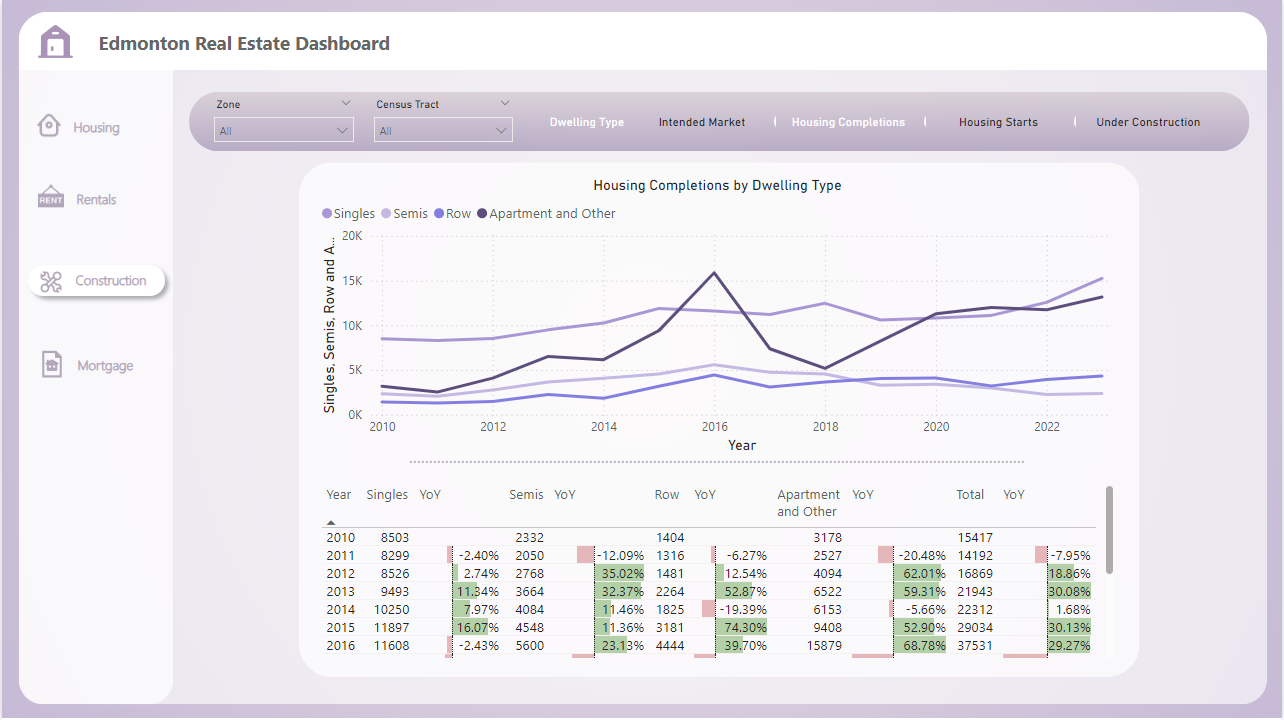 Edmonton Real Estate Dashboard
Housing
Rentals
RENT
Construction
Mortgage
Zone
All
Census Tract
All
Dwelling Type Intended Market Housing Completions Housing Starts Under Construction
Housing Completions by Dwelling Type
Singles Semis Row Apartment and Other
Singles, Semis, Row and A...
20K
15K
10K
5K
0K
2010 2012 2014 2016 2018 2020 2022
Year
Year Singles YoY Semis YoY Row YoY Apartment and Other YoY Total YoY
2010 8503 2332 1404 3178 15417
2011 8299 -2.40% 2050 -12.09% 1316 -6.27% 2527 -20.48% 14192 -7.95%
2012 8526 2.74% 2768 35.02% 1481 12.54% 4094 62.01% 16869 18.86%
2013 9493 11.34% 3664 32.37% 2264 52.87% 6522 59.31% 21943 30.08%
2014 10250 7.97% 4084 11.46% 1825 -19.39% 6153 -5.66% 22312 1.68%
2015 11897 16.07% 4548 11.36% 3181 74.30% 9408 52.90% 29034 30.13%
2016 11608 -2.43% 5600 23.13% 4444 39.70% 15879 68.78% 37531 29.27%